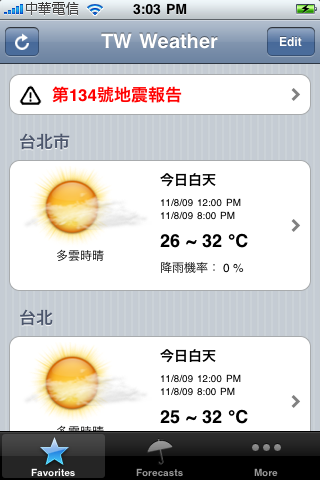 中華電信 3:03 PM
TW Weather
Edit
第134號地震報告
台北市
今日白天
11/8/09 12:00 PM
11/8/09 8:00 PM
26 ~ 32 °C
多雲時晴
降雨機率： 0 %
台北
今日白天
11/8/09 12:00 PM
11/8/09 8:00 PM
25 ~ 32 °C
多雲時晴
Favorites
Forecasts
More